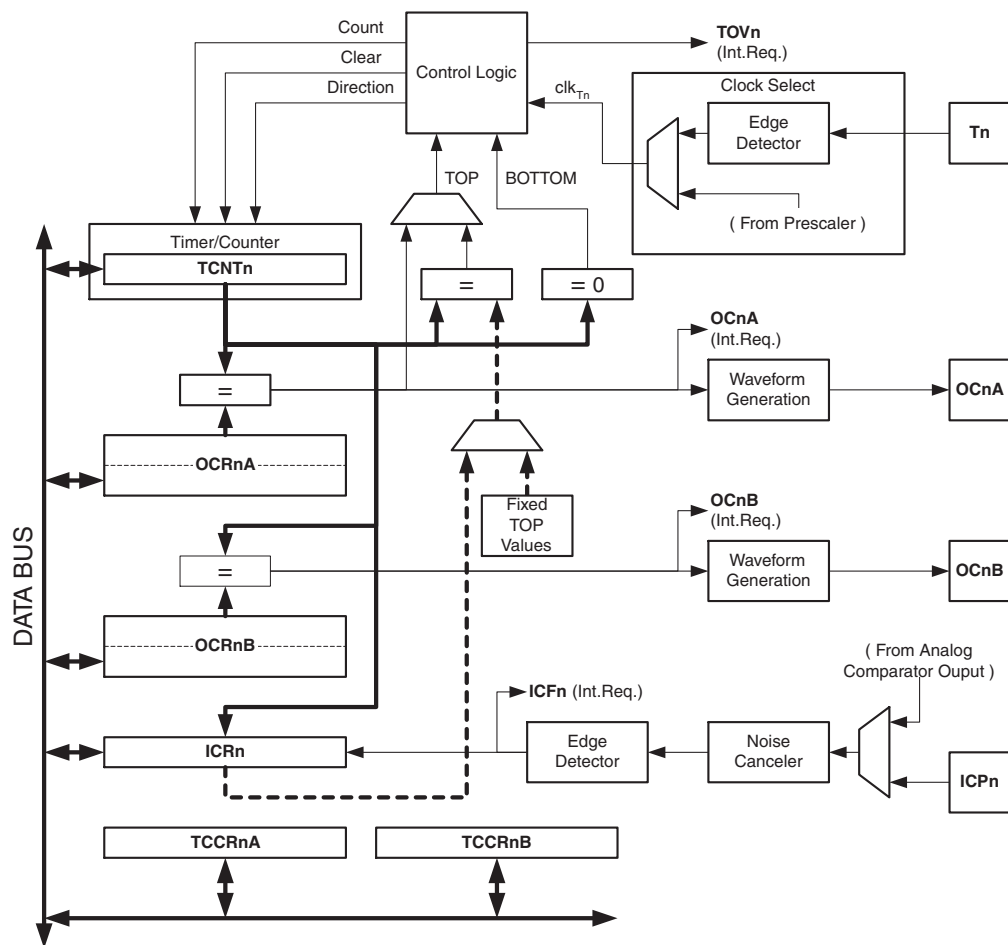 Count
Clear
Direction
Control Logic
TOVn
(Int.Req.)
clkTn
Clock Select
Edge
Detector
Tn
( From Prescaler )
TOP
BOTTOM
Timer/Counter
TCNTn
=
= 0
=
OCnA
(Int.Req.)
Waveform
Generation
OCnA
OCRnA
Fixed
TOP
Values
OCnB
(Int.Req.)
=
Waveform
Generation
OCnB
OCRnB
DATA BUS
( From Analog
Comparator Ouput )
ICFn (Int.Req.)
ICRn
Edge
Detector
Noise
Canceler
ICPn
TCCRnA
TCCRnB